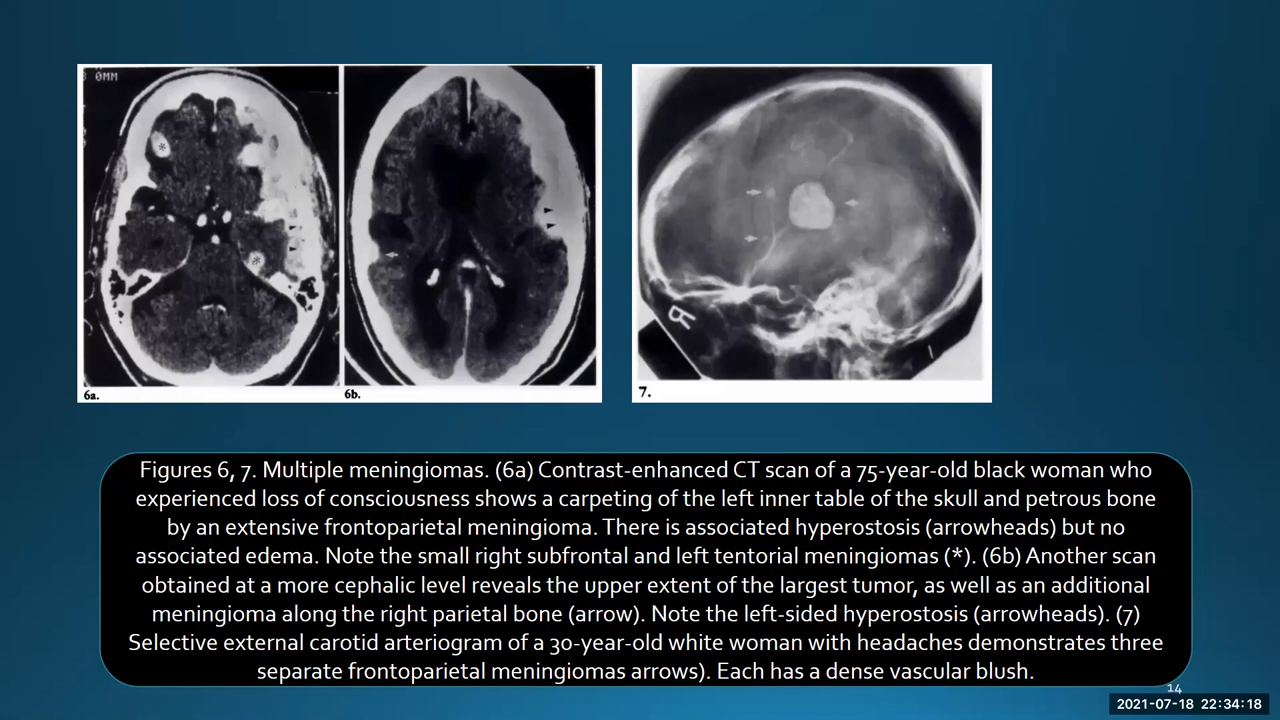 0MM
*
*
6a.
6b.
R
7.
Figures 6, 7. Multiple meningiomas. (6a) Contrast-enhanced CT scan of a 75-year-old black woman who
experienced loss of consciousness shows a carpeting of the left inner table of the skull and petrous bone
by an extensive frontoparietal meningioma. There is associated hyperostosis (arrowheads) but no
associated edema. Note the small right subfrontal and left tentorial meningiomas (*). (6b) Another scan
obtained at a more cephalic level reveals the upper extent of the largest tumor, as well as an additional
meningioma along the right parietal bone (arrow). Note the left-sided hyperostosis (arrowheads). (7)
Selective external carotid arteriogram of a 30-year-old white woman with headaches demonstrates three
separate frontoparietal meningiomas arrows). Each has a dense vascular blush.
14
2021-07-18 22:34:18